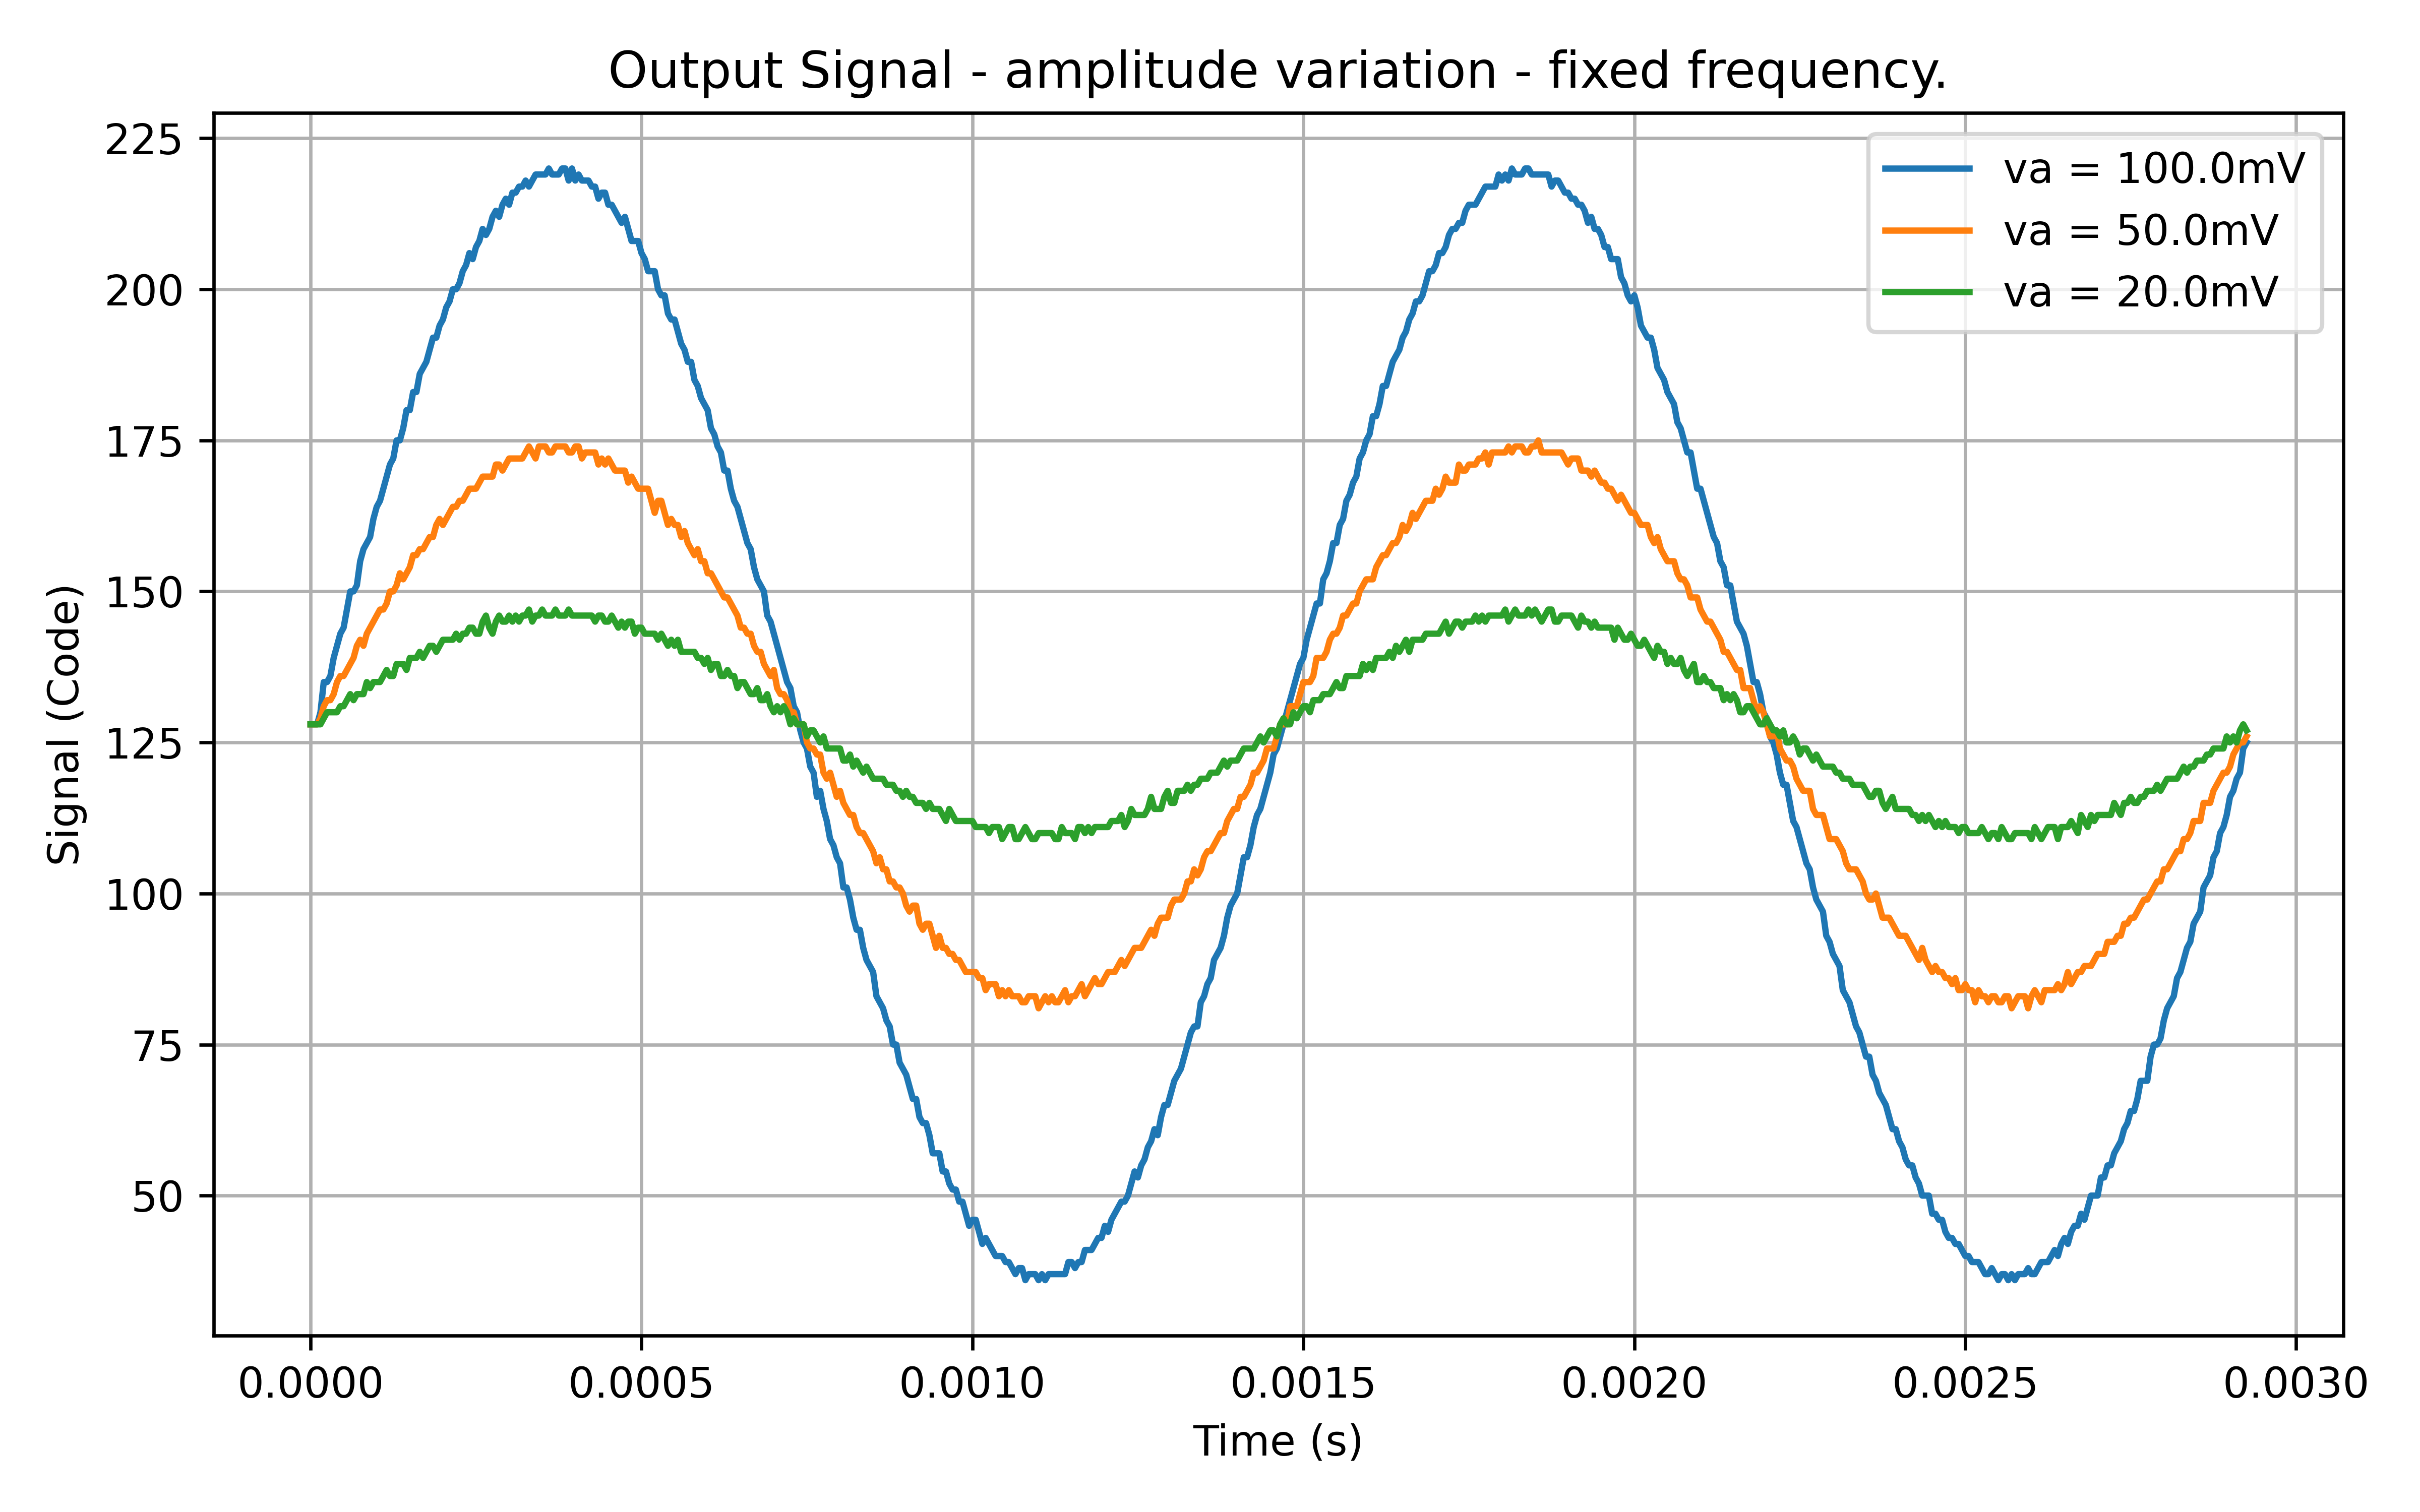 Output Signal - amplitude variation - fixed frequency.
225
200
175
150
125
100
75
50
Signal (Code)
va = 100.0mV
va = 50.0mV
va = 20.0mV
0.0000 0.0005 0.0010 0.0015 0.0020 0.0025 0.0030
Time (s)